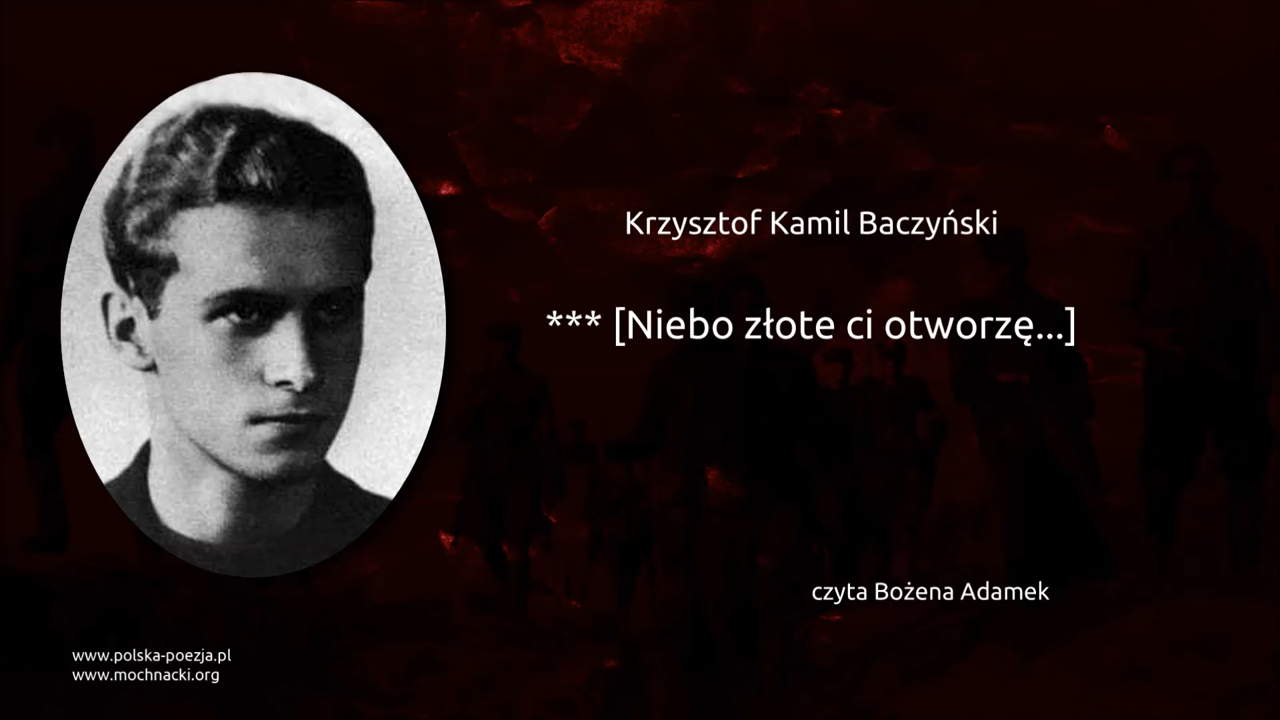 Krzysztof Kamil Baczyński
*** [Niebo złote ci otworzę...]
czyta Bożena Adamek
www.polska-poezja.pl
www.mochnacki.org